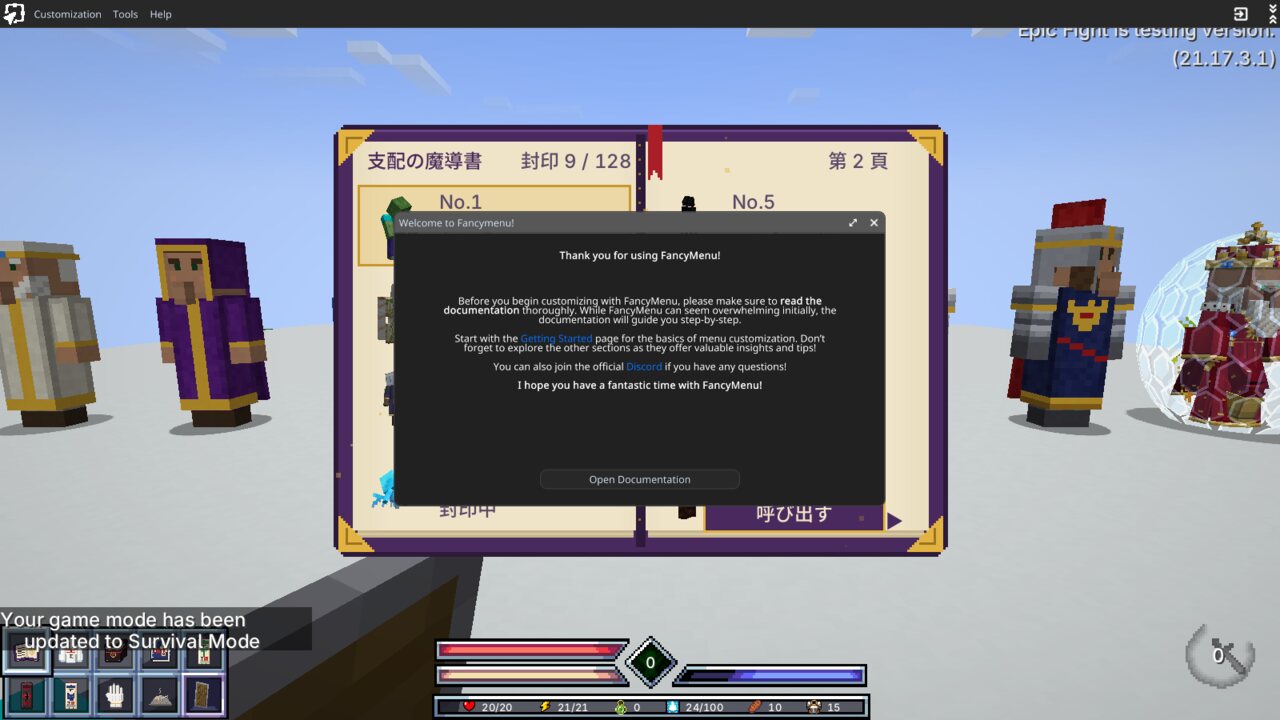 Customization Tools Help
Epic Fight is testing version.
(21.17.3.1)
支配の魔導書 封印 9 / 128
第 2 頁
No.1
No.5
Welcome to Fancymenu!
Thank you for using FancyMenu!
Before you begin customizing with FancyMenu, please make sure to read the
documentation thoroughly. While FancyMenu can seem overwhelming initially, the
documentation will guide you step-by-step.
Start with the Getting Started page for the basics of menu customization. Don't
forget to explore the other sections as they offer valuable insights and tips!
You can also join the official Discord if you have any questions!
I hope you have a fantastic time with FancyMenu!
Open Documentation
封印中
呼び出す
Your game mode has been
updated to Survival Mode
0
0
20/20 21/21 0 24/100 10 15